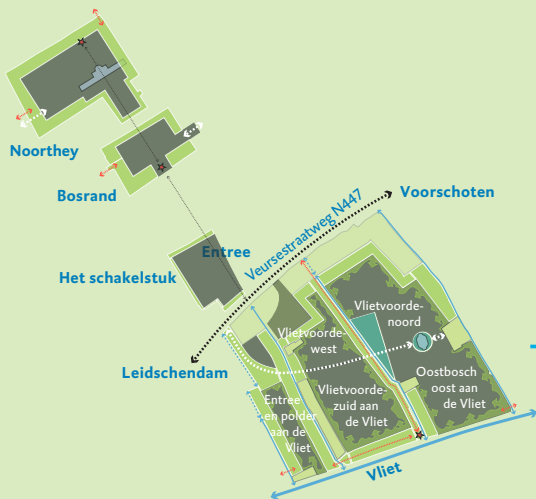 Noorthey
Bosrand
Voorschoten
Veursestraatweg N447
Entree
Het schakelstuk
Leidschendam
Vlietvoorde-
noord
Vlietvoorde-
west
Oostbosch
oost aan
de Vliet
Vlietvoorde-
zuid aan
de Vliet
Entree
en polder
aan de
Vliet
Vliet